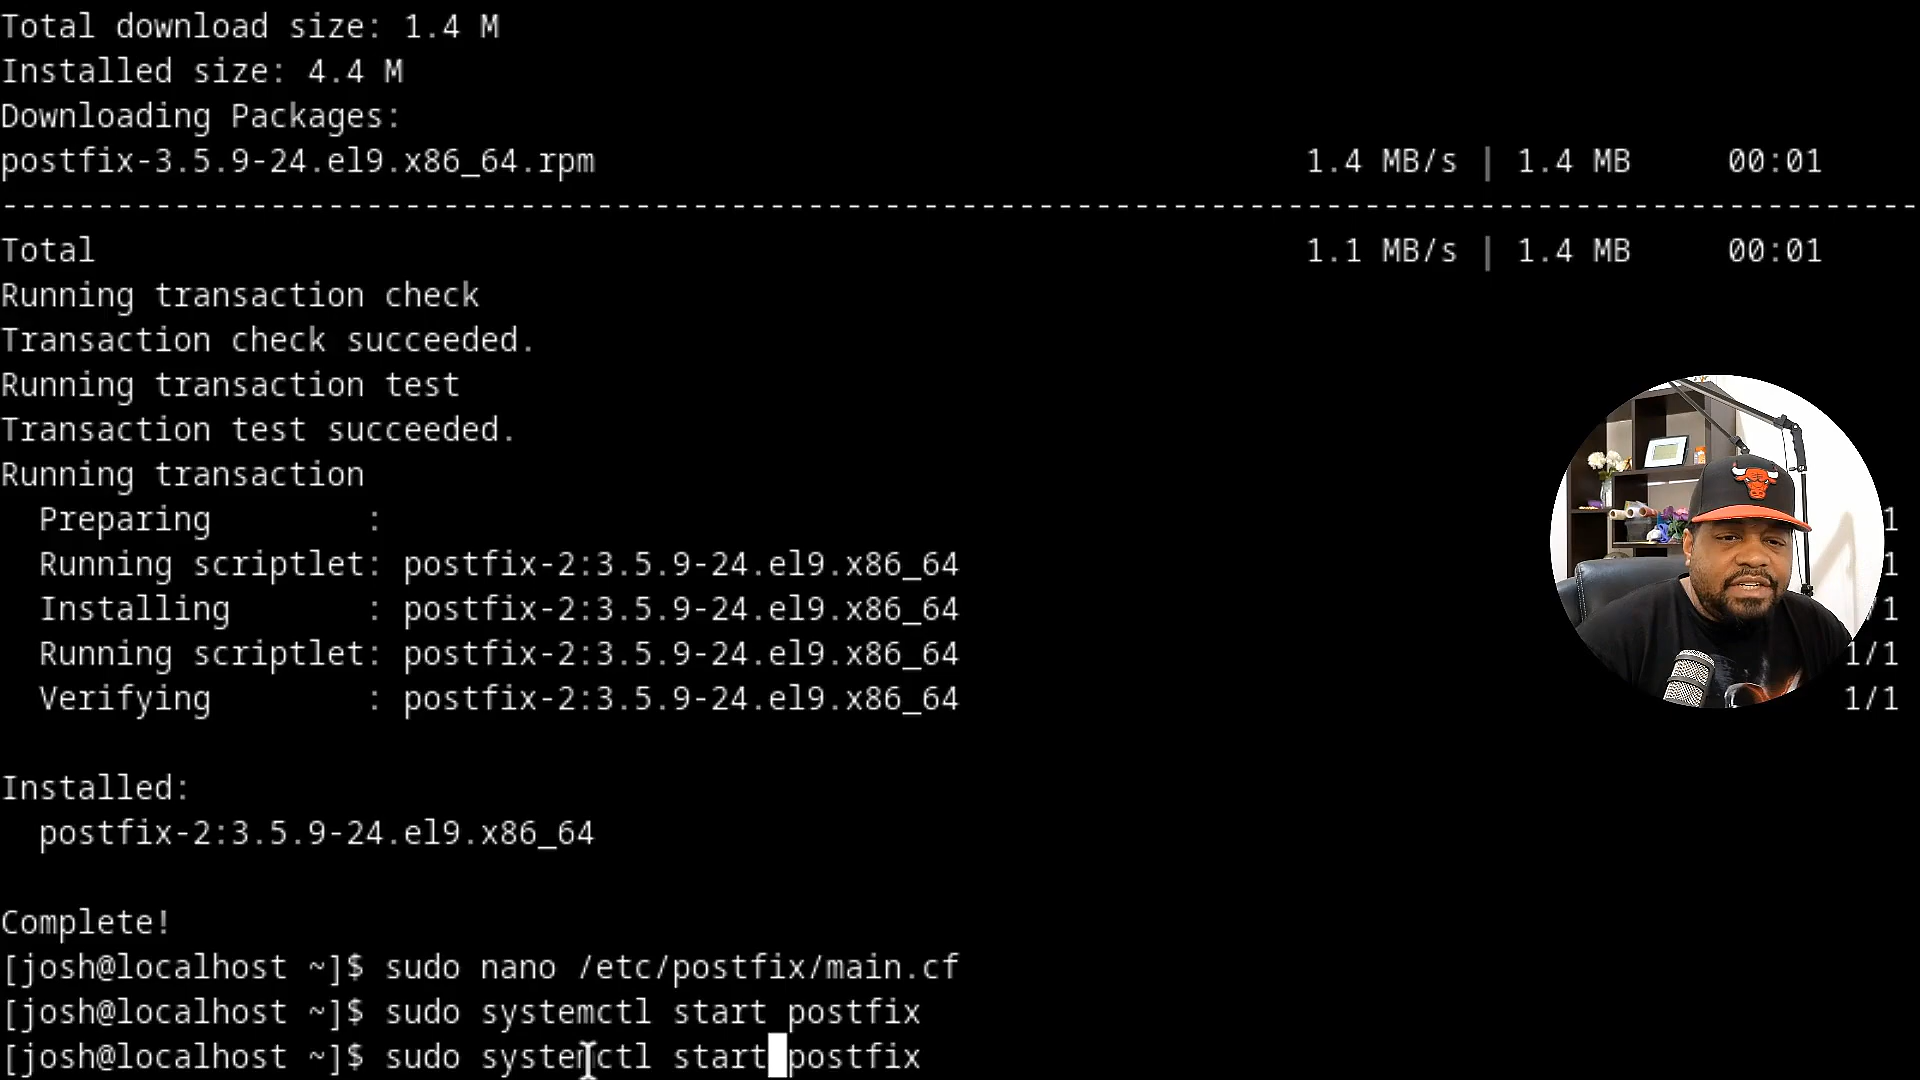 Total download size: 1.4 M
Installed size: 4.4 M
Downloading Packages:
postfix-3.5.9-24.el9.x86_64.rpm 1.4 MB/s | 1.4 MB 00:01
--------------------------------------------------------------------------------
Total 1.1 MB/s | 1.4 MB 00:01
Running transaction check
Transaction check succeeded.
Running transaction test
Transaction test succeeded.
Running transaction
Preparing : 1
Running scriptlet: postfix-2:3.5.9-24.el9.x86_64 1
Installing : postfix-2:3.5.9-24.el9.x86_64 /1
Running scriptlet: postfix-2:3.5.9-24.el9.x86_64 1/1
Verifying : postfix-2:3.5.9-24.el9.x86_64 1/1
Installed:
postfix-2:3.5.9-24.el9.x86_64
Complete!
[josh@localhost ~]$ sudo nano /etc/postfix/main.cf
[josh@localhost ~]$ sudo systemctl start postfix
[josh@localhost ~]$ sudo systemctl start postfix